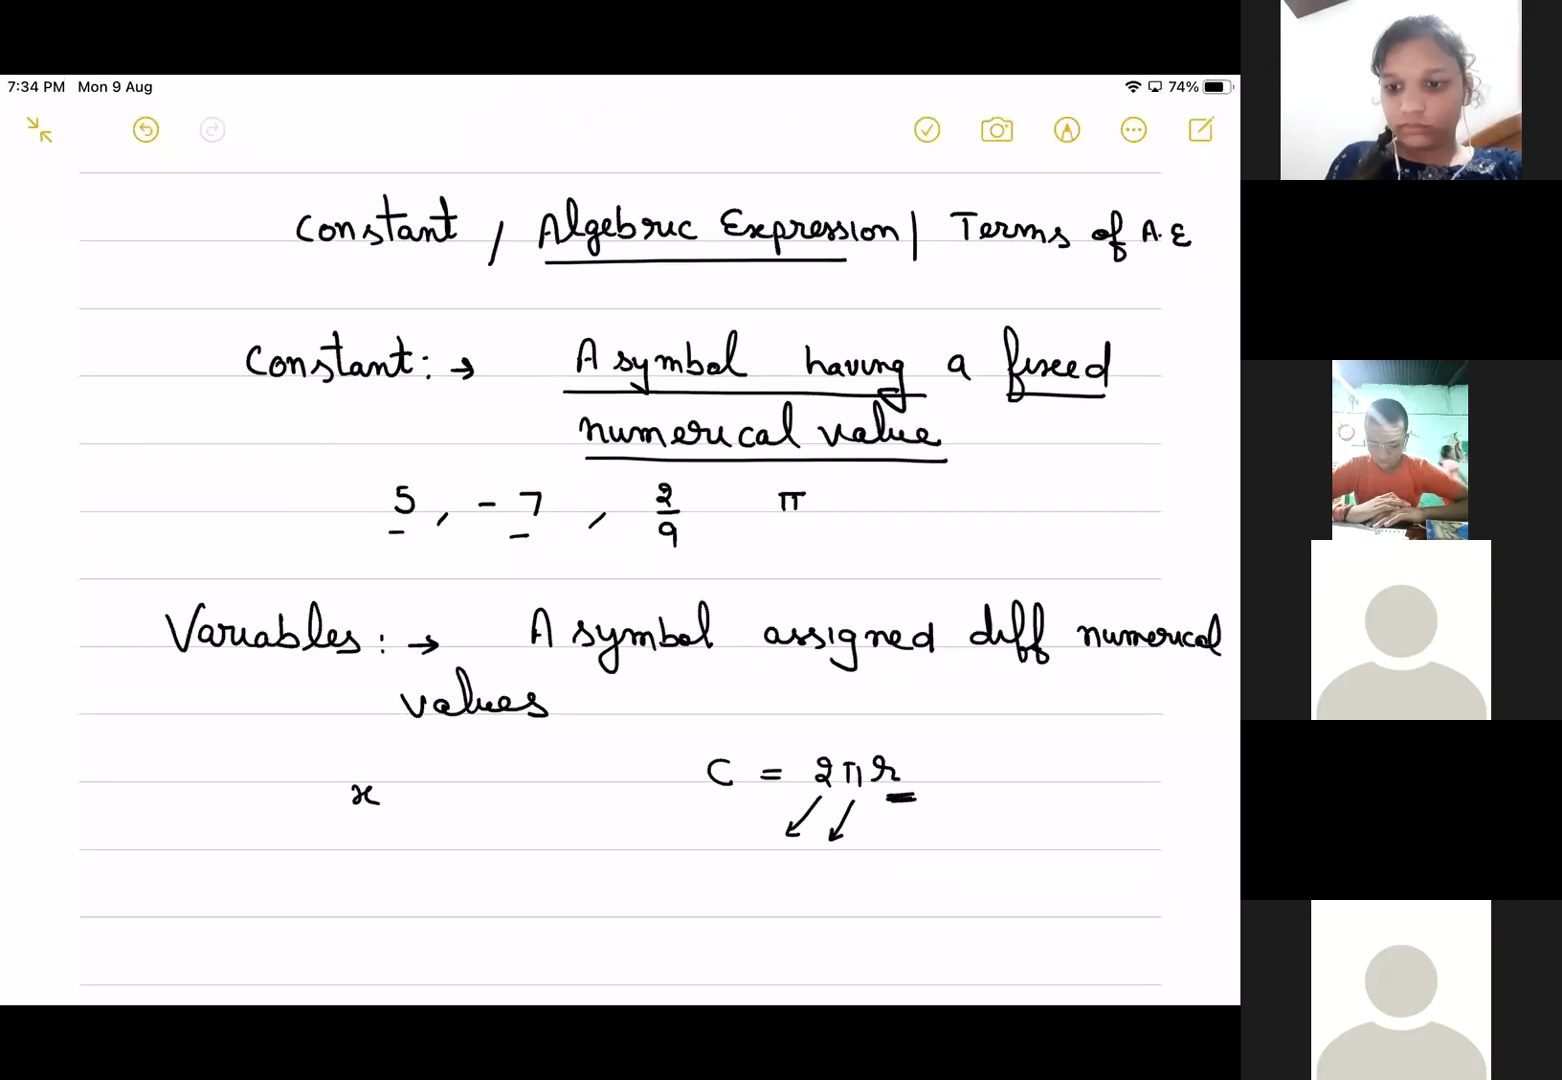 7:34 PM Mon 9 Aug 74%
Constant / Algebric Expression | Terms of A.E
Constant: → A symbol having a fixed
numerical value
5, -7, 2/9 π
Variables: → A symbol assigned diff numerical
values
C = 2πr
x